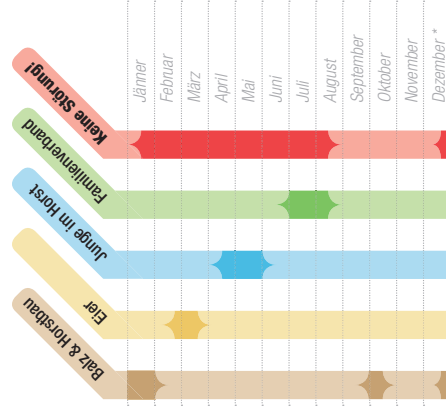 Jänner
Februar
März
April
Mai
Juni
Juli
August
September
Oktober
November
Dezember *
Keine Störung!
Familienverband
Junge im Horst
Eier
Balz & Horstbau